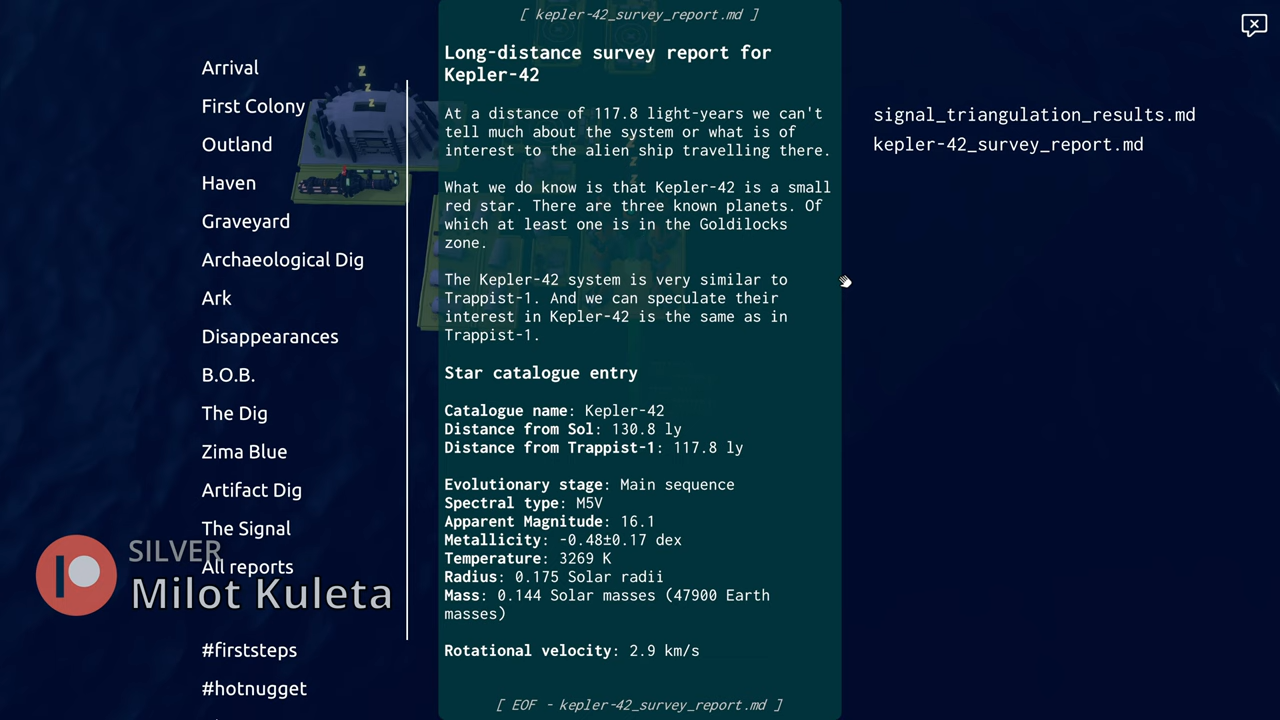 [ kepler-42_survey_report.md ]
Long-distance survey report for
Kepler-42
At a distance of 117.8 light-years we can't
tell much about the system or what is of
interest to the alien ship travelling there.
What we do know is that Kepler-42 is a small
red star. There are three known planets. Of
which at least one is in the Goldilocks
zone.
The Kepler-42 system is very similar to
Trappist-1. And we can speculate their
interest in Kepler-42 is the same as in
Trappist-1.
Star catalogue entry
Catalogue name: Kepler-42
Distance from Sol: 130.8 ly
Distance from Trappist-1: 117.8 ly
Evolutionary stage: Main sequence
Spectral type: M5V
Apparent Magnitude: 16.1
Metallicity: -0.48±0.17 dex
Temperature: 3269 K
Radius: 0.175 Solar radii
Mass: 0.144 Solar masses (47900 Earth
masses)
Rotational velocity: 2.9 km/s
[ EOF - kepler-42_survey_report.md ]
Arrival
First Colony
Outland
Haven
Graveyard
Archaeological Dig
Ark
Disappearances
B.O.B.
The Dig
Zima Blue
Artifact Dig
The Signal
All reports
#firststeps
#hotnugget
SILVER
Milot Kuleta
signal_triangulation_results.md
kepler-42_survey_report.md
z
z
z